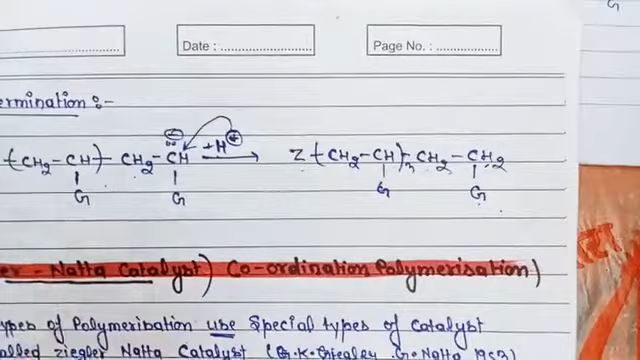 G
Date : ............................
Page No. : ...................
ermination :-
(CH₂-CH)- CH₂-CH +H⊕ → Z (CH₂-CH)n CH₂-CH₂
G G G G
er - Natta Catalyst) Co-ordination Polymerisation)
ypes of Polymerisation use special types of catalyst
alled ziegler Natta Catalyst